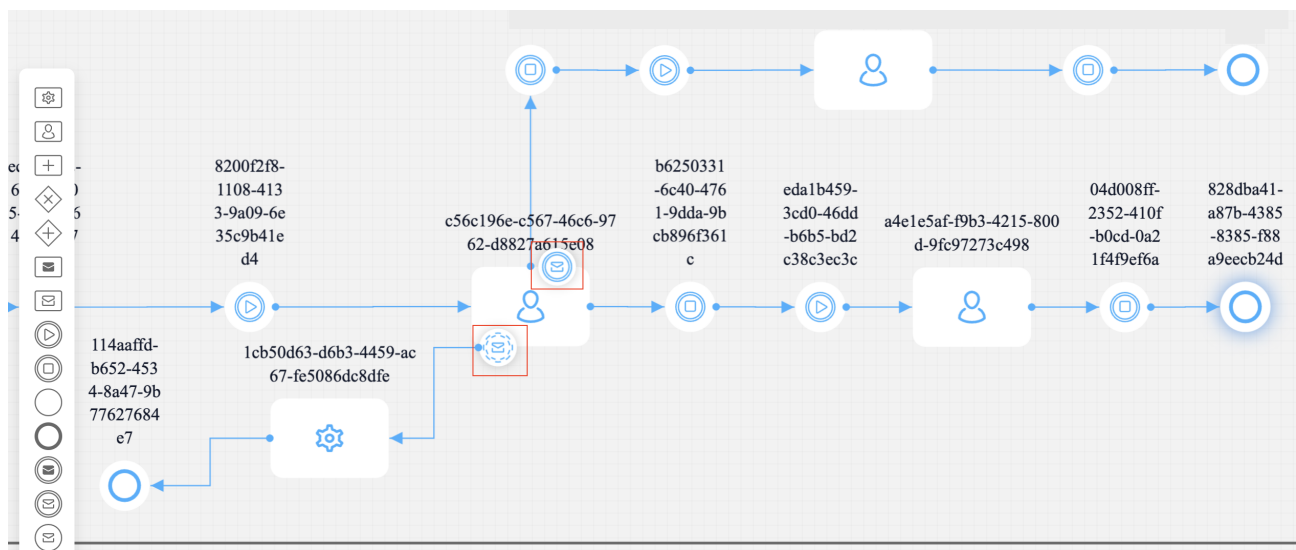 8200f2f8-
1108-413
3-9a09-6e
35c9b41e
d4
c56c196e-c567-46c6-97
62-d8827a615e08
b6250331
-6c40-476
1-9dda-9b
cb896f361
c
eda1b459-
3cd0-46dd
-b6b5-bd2
c38c3ec3c
a4e1e5af-f9b3-4215-800
d-9fc97273c498
04d008ff-
2352-410f
-b0cd-0a2
1f4f9ef6a
828dba41-
a87b-4385
-8385-f88
a9eecb24d
114aaffd-
b652-453
4-8a47-9b
77627684
e7
1cb50d63-d6b3-4459-ac
67-fe5086dc8dfe